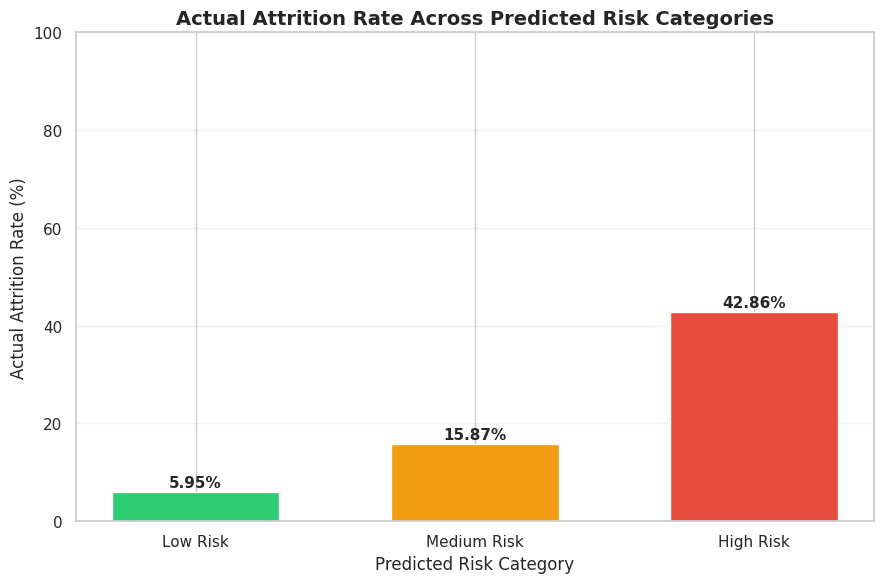 Actual Attrition Rate Across Predicted Risk Categories
100
80
60
40
20
0
Actual Attrition Rate (%)
5.95%
15.87%
42.86%
Low Risk
Medium Risk
High Risk
Predicted Risk Category